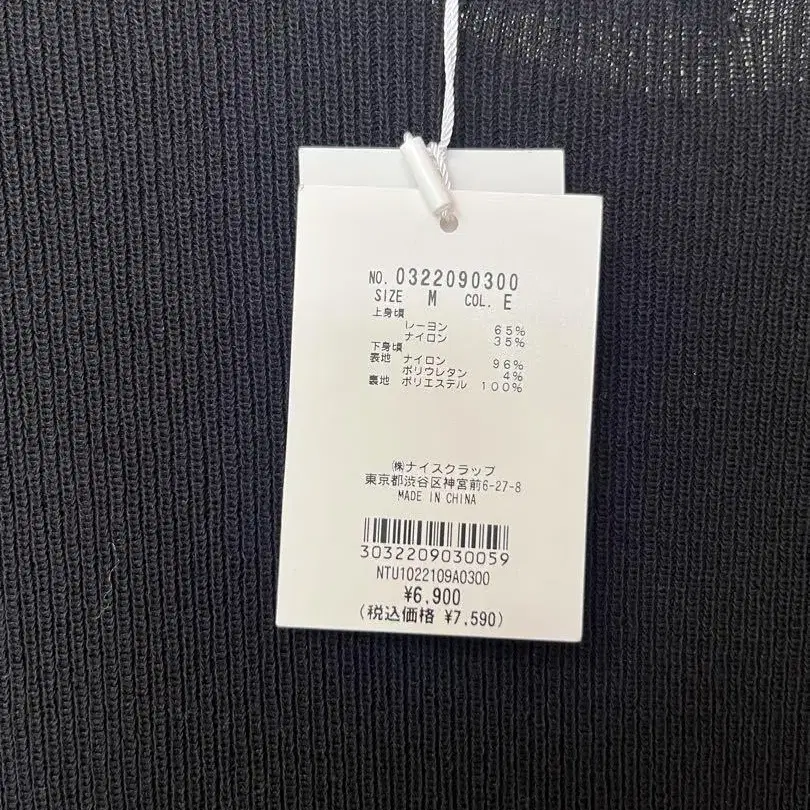 NO. 0322090300
SIZE M COL. E
上身頃
レーヨン 65%
ナイロン 35%
下身頃
表地 ナイロン 96%
ポリウレタン 4%
裏地 ポリエステル 100%
㈱ナイスクラップ
東京都渋谷区神宮前6-27-8
MADE IN CHINA
3032209030059
NTU1022109A0300
¥6,900
(税込価格 ¥7,590)